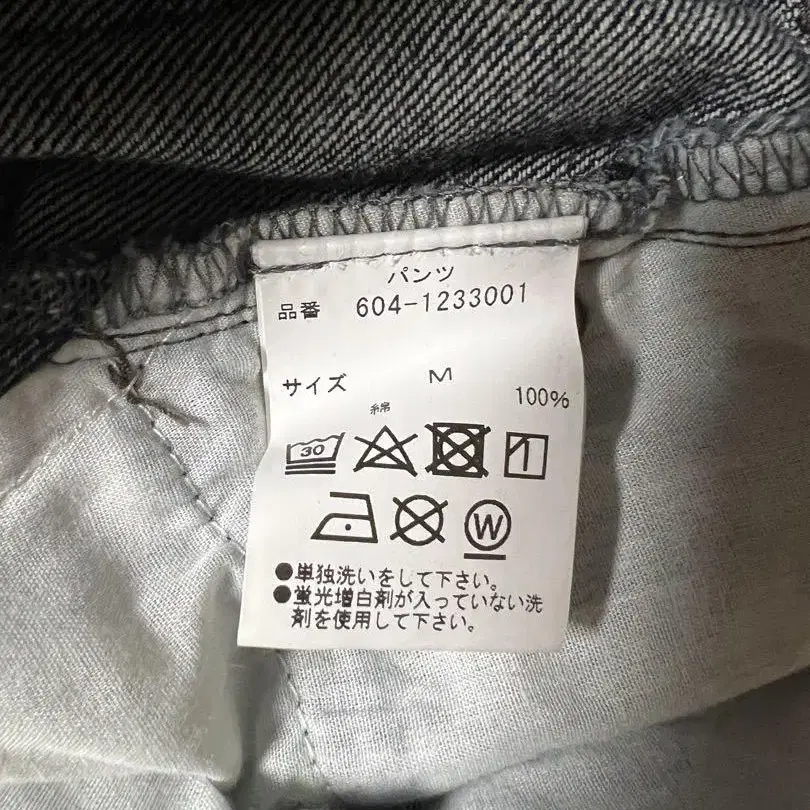 パンツ
品番 604-1233001
サイズ M
綿 100%
30
W
●単独洗いをして下さい。
●蛍光増白剤が入っていない洗
剤を使用して下さい。